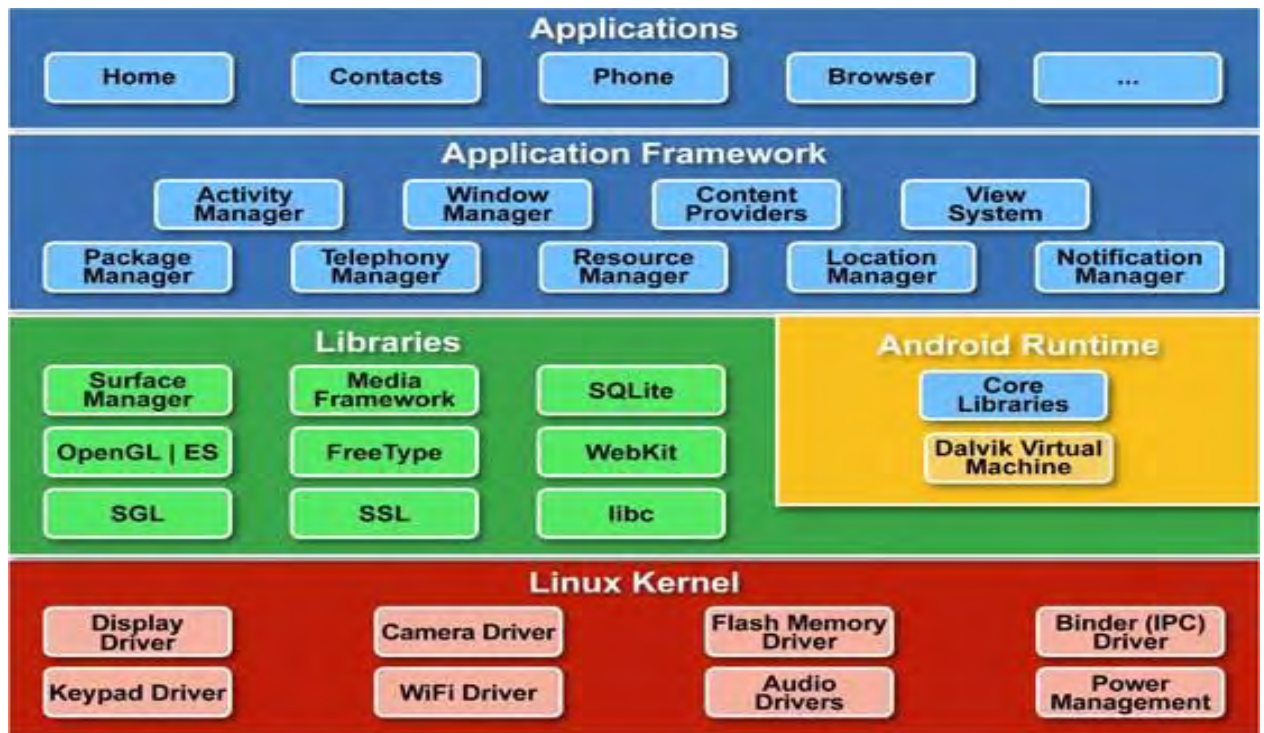 Applications
Home
Contacts
Phone
Browser
...
Application Framework
Activity
Manager
Window
Manager
Content
Providers
View
System
Package
Manager
Telephony
Manager
Resource
Manager
Location
Manager
Notification
Manager
Libraries
Surface
Manager
Media
Framework
SQLite
OpenGL | ES
FreeType
WebKit
SGL
SSL
libc
Android Runtime
Core
Libraries
Dalvik Virtual
Machine
Linux Kernel
Display
Driver
Camera Driver
Flash Memory
Driver
Binder (IPC)
Driver
Keypad Driver
WiFi Driver
Audio
Drivers
Power
Management